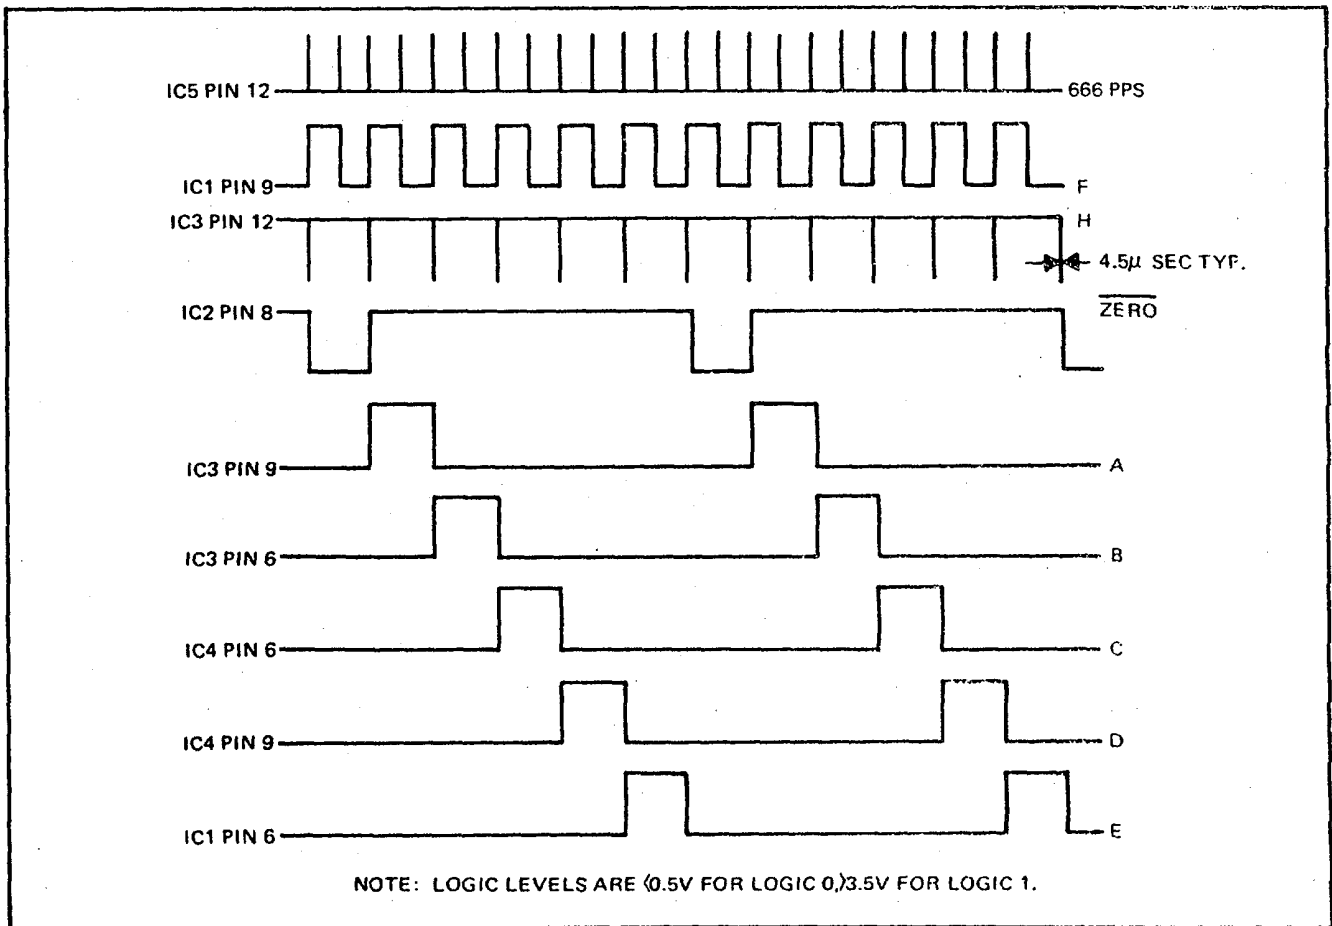 IC5 PIN 12 666 PPS
IC1 PIN 9 F
IC3 PIN 12 H
4.5μ SEC TYP.
IC2 PIN 8 ZERO
IC3 PIN 9 A
IC3 PIN 6 B
IC4 PIN 6 C
IC4 PIN 9 D
IC1 PIN 6 E
NOTE: LOGIC LEVELS ARE ⟨0.5V FOR LOGIC 0,⟩3.5V FOR LOGIC 1.